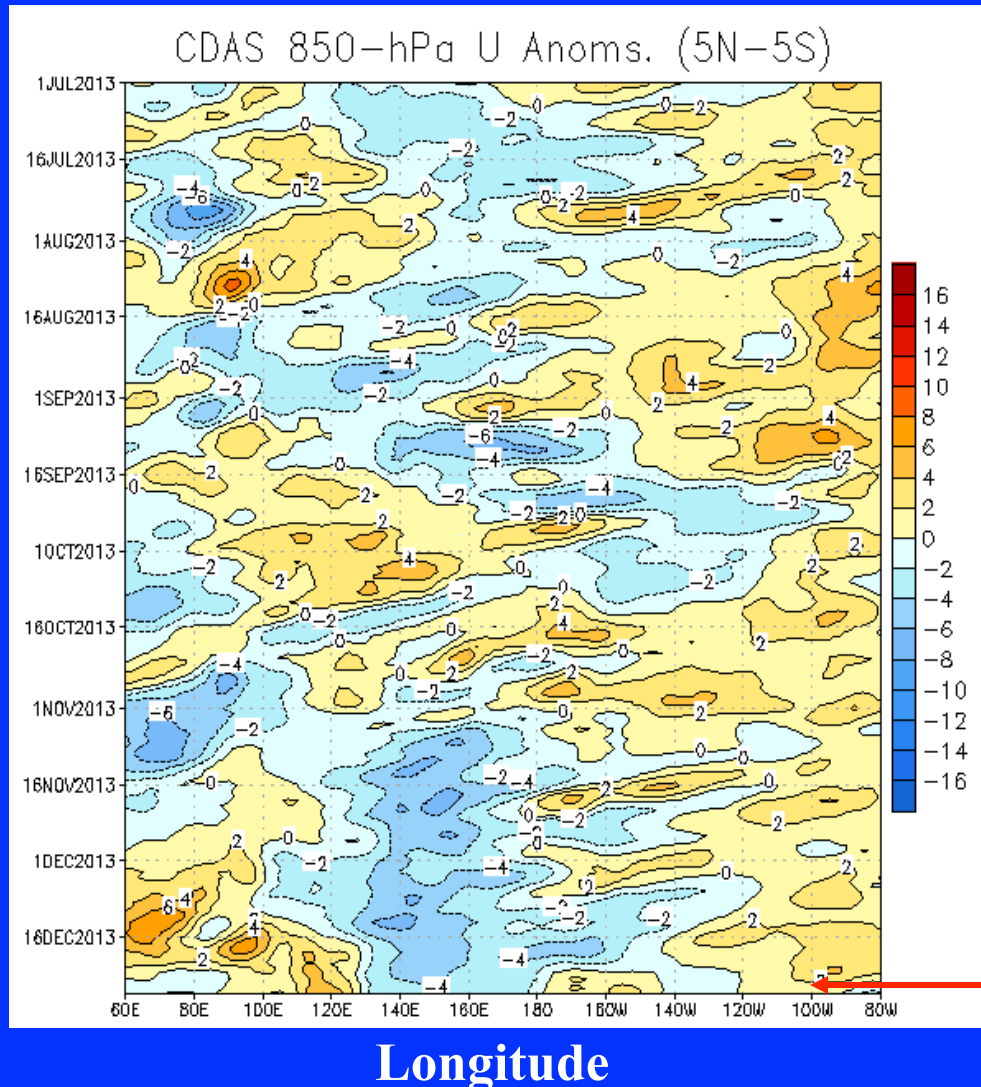 CDAS 850-hPa U Anoms. (5N-5S)
1JUL2013
16JUL2013
1AUG2013
16AUG2013
1SEP2013
16SEP2013
1OCT2013
16OCT2013
1NOV2013
16NOV2013
1DEC2013
16DEC2013
60E 80E 100E 120E 140E 160E 180 160W 140W 120W 100W 80W
16
14
12
10
8
6
4
2
0
-2
-4
-6
-8
-10
-12
-14
-16
Longitude